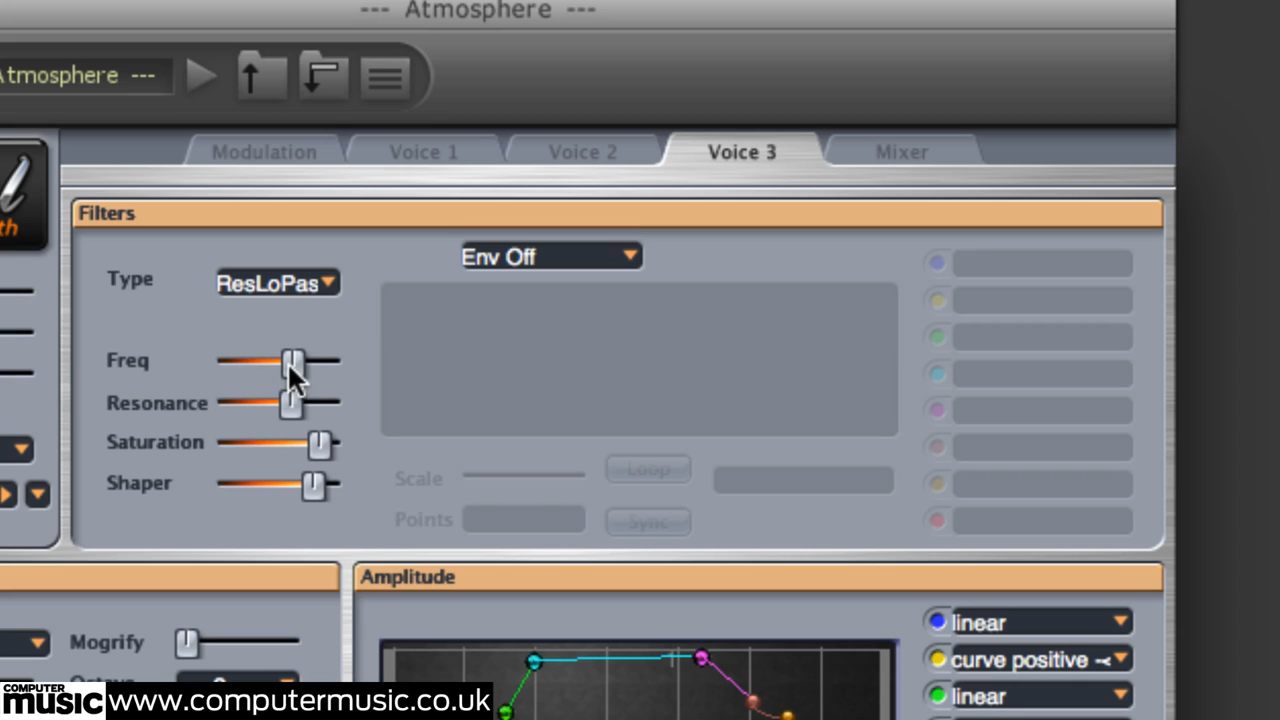 --- Atmosphere ---
Atmosphere ---
Modulation
Voice 1
Voice 2
Voice 3
Mixer
th
Filters
Type
ResLoPas
Env Off
Freq
Resonance
Saturation
Shaper
Scale
Loop
Points
Sync
Amplitude
Mogrify
linear
curve positive
linear
COMPUTER
music
www.computermusic.co.uk